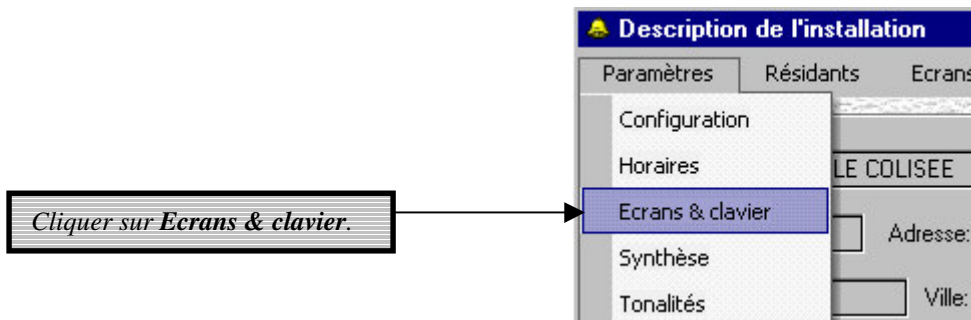 Description de l'installation
Paramètres Résidants Ecrans
Configuration
Horaires
LE COLISEE
Cliquer sur Ecrans & clavier.
Ecrans & clavier
Adresse:
Synthèse
Ville:
Tonalités